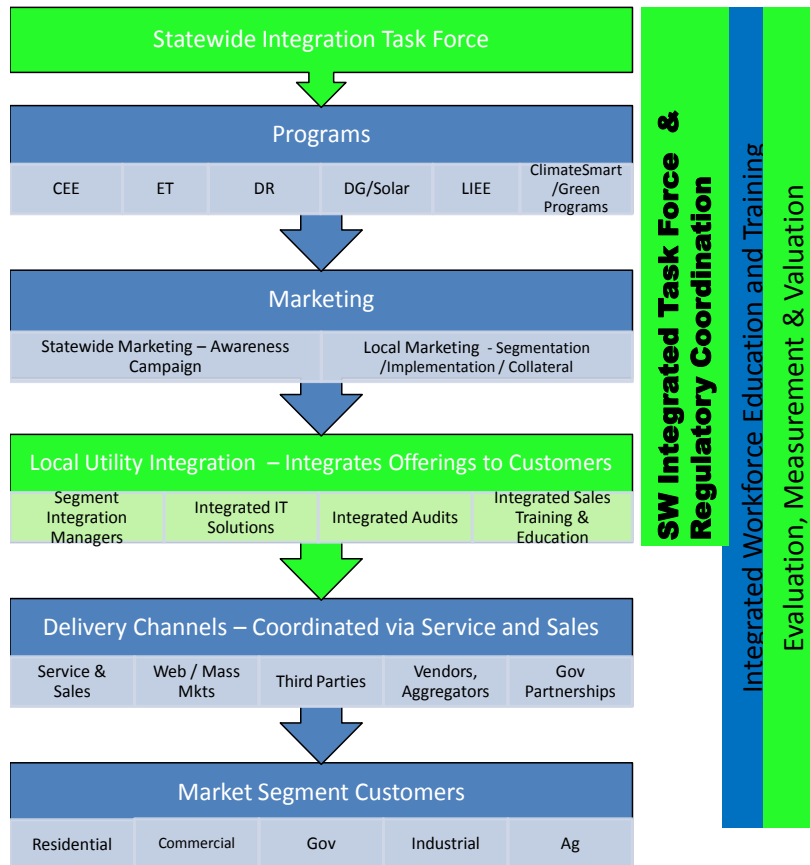 Statewide Integration Task Force
Programs
CEE
ET
DR
DG/Solar
LIEE
ClimateSmart
/Green
Programs
Marketing
Statewide Marketing – Awareness
Campaign
Local Marketing - Segmentation
/Implementation / Collateral
Local Utility Integration – Integrates Offerings to Customers
Segment
Integration
Managers
Integrated IT
Solutions
Integrated Audits
Integrated Sales
Training &
Education
Delivery Channels – Coordinated via Service and Sales
Service &
Sales
Web / Mass
Mkts
Third Parties
Vendors,
Aggregators
Gov
Partnerships
Market Segment Customers
Residential
Commercial
Gov
Industrial
Ag
SW Integrated Task Force &
Regulatory Coordination
Integrated Workforce Education and Training
Evaluation, Measurement & Valuation